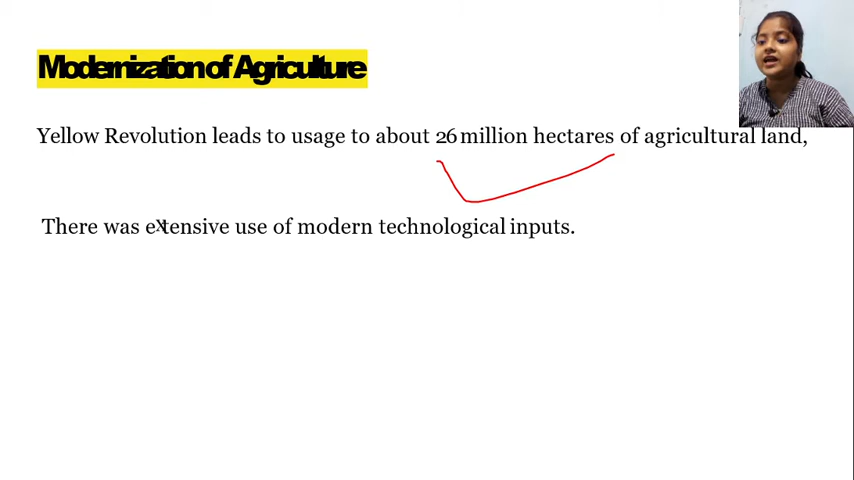 Modernization of Agriculture
Yellow Revolution leads to usage to about 26 million hectares of agricultural land,
There was extensive use of modern technological inputs.